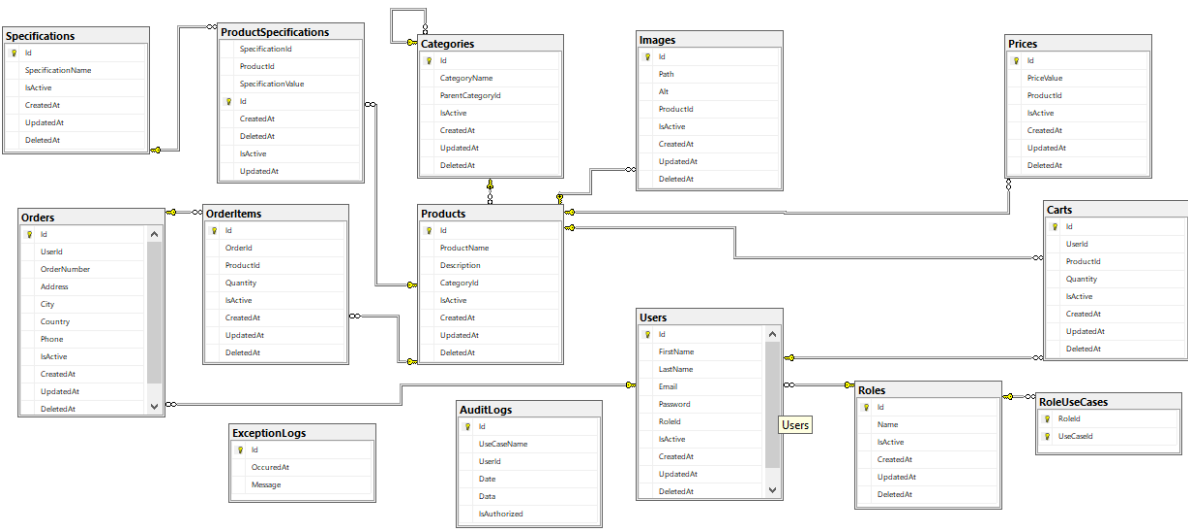 Specifications
Id
SpecificationName
IsActive
CreatedAt
UpdatedAt
DeletedAt
ProductSpecifications
SpecificationId
ProductId
SpecificationValue
Id
CreatedAt
DeletedAt
IsActive
UpdatedAt
Categories
Id
CategoryName
ParentCategoryId
IsActive
CreatedAt
UpdatedAt
DeletedAt
Images
Id
Path
Alt
ProductId
IsActive
CreatedAt
UpdatedAt
DeletedAt
Prices
Id
PriceValue
ProductId
IsActive
CreatedAt
UpdatedAt
DeletedAt
Orders
Id
UserId
OrderNumber
Address
City
Country
Phone
IsActive
CreatedAt
UpdatedAt
DeletedAt
OrderItems
Id
OrderId
ProductId
Quantity
IsActive
CreatedAt
UpdatedAt
DeletedAt
Products
Id
ProductName
Description
CategoryId
IsActive
CreatedAt
UpdatedAt
DeletedAt
Carts
Id
UserId
ProductId
Quantity
IsActive
CreatedAt
UpdatedAt
DeletedAt
Users
Id
FirstName
LastName
Email
Password
RoleId
IsActive
CreatedAt
UpdatedAt
DeletedAt
Users
Roles
Id
Name
IsActive
CreatedAt
UpdatedAt
DeletedAt
RoleUseCases
RoleId
UseCaseId
ExceptionLogs
Id
OccuredAt
Message
AuditLogs
Id
UseCaseName
UserId
Date
Data
IsAuthorized